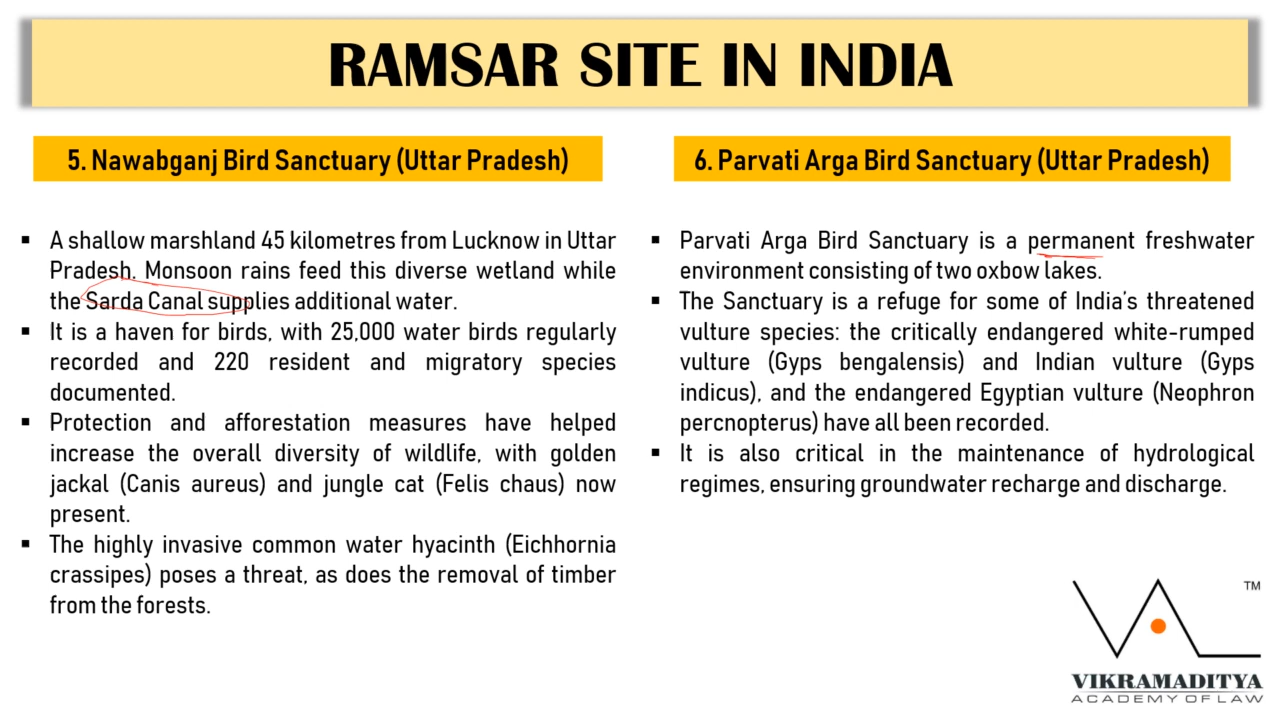 RAMSAR SITE IN INDIA
5. Nawabganj Bird Sanctuary (Uttar Pradesh)
▪ A shallow marshland 45 kilometres from Lucknow in Uttar
Pradesh. Monsoon rains feed this diverse wetland while
the Sarda Canal supplies additional water.
▪ It is a haven for birds, with 25,000 water birds regularly
recorded and 220 resident and migratory species
documented.
▪ Protection and afforestation measures have helped
increase the overall diversity of wildlife, with golden
jackal (Canis aureus) and jungle cat (Felis chaus) now
present.
▪ The highly invasive common water hyacinth (Eichhornia
crassipes) poses a threat, as does the removal of timber
from the forests.
6. Parvati Arga Bird Sanctuary (Uttar Pradesh)
▪ Parvati Arga Bird Sanctuary is a permanent freshwater
environment consisting of two oxbow lakes.
▪ The Sanctuary is a refuge for some of India's threatened
vulture species: the critically endangered white-rumped
vulture (Gyps bengalensis) and Indian vulture (Gyps
indicus), and the endangered Egyptian vulture (Neophron
percnopterus) have all been recorded.
▪ It is also critical in the maintenance of hydrological
regimes, ensuring groundwater recharge and discharge.
TM
VIKRAMADITYA
ACADEMY OF LAW